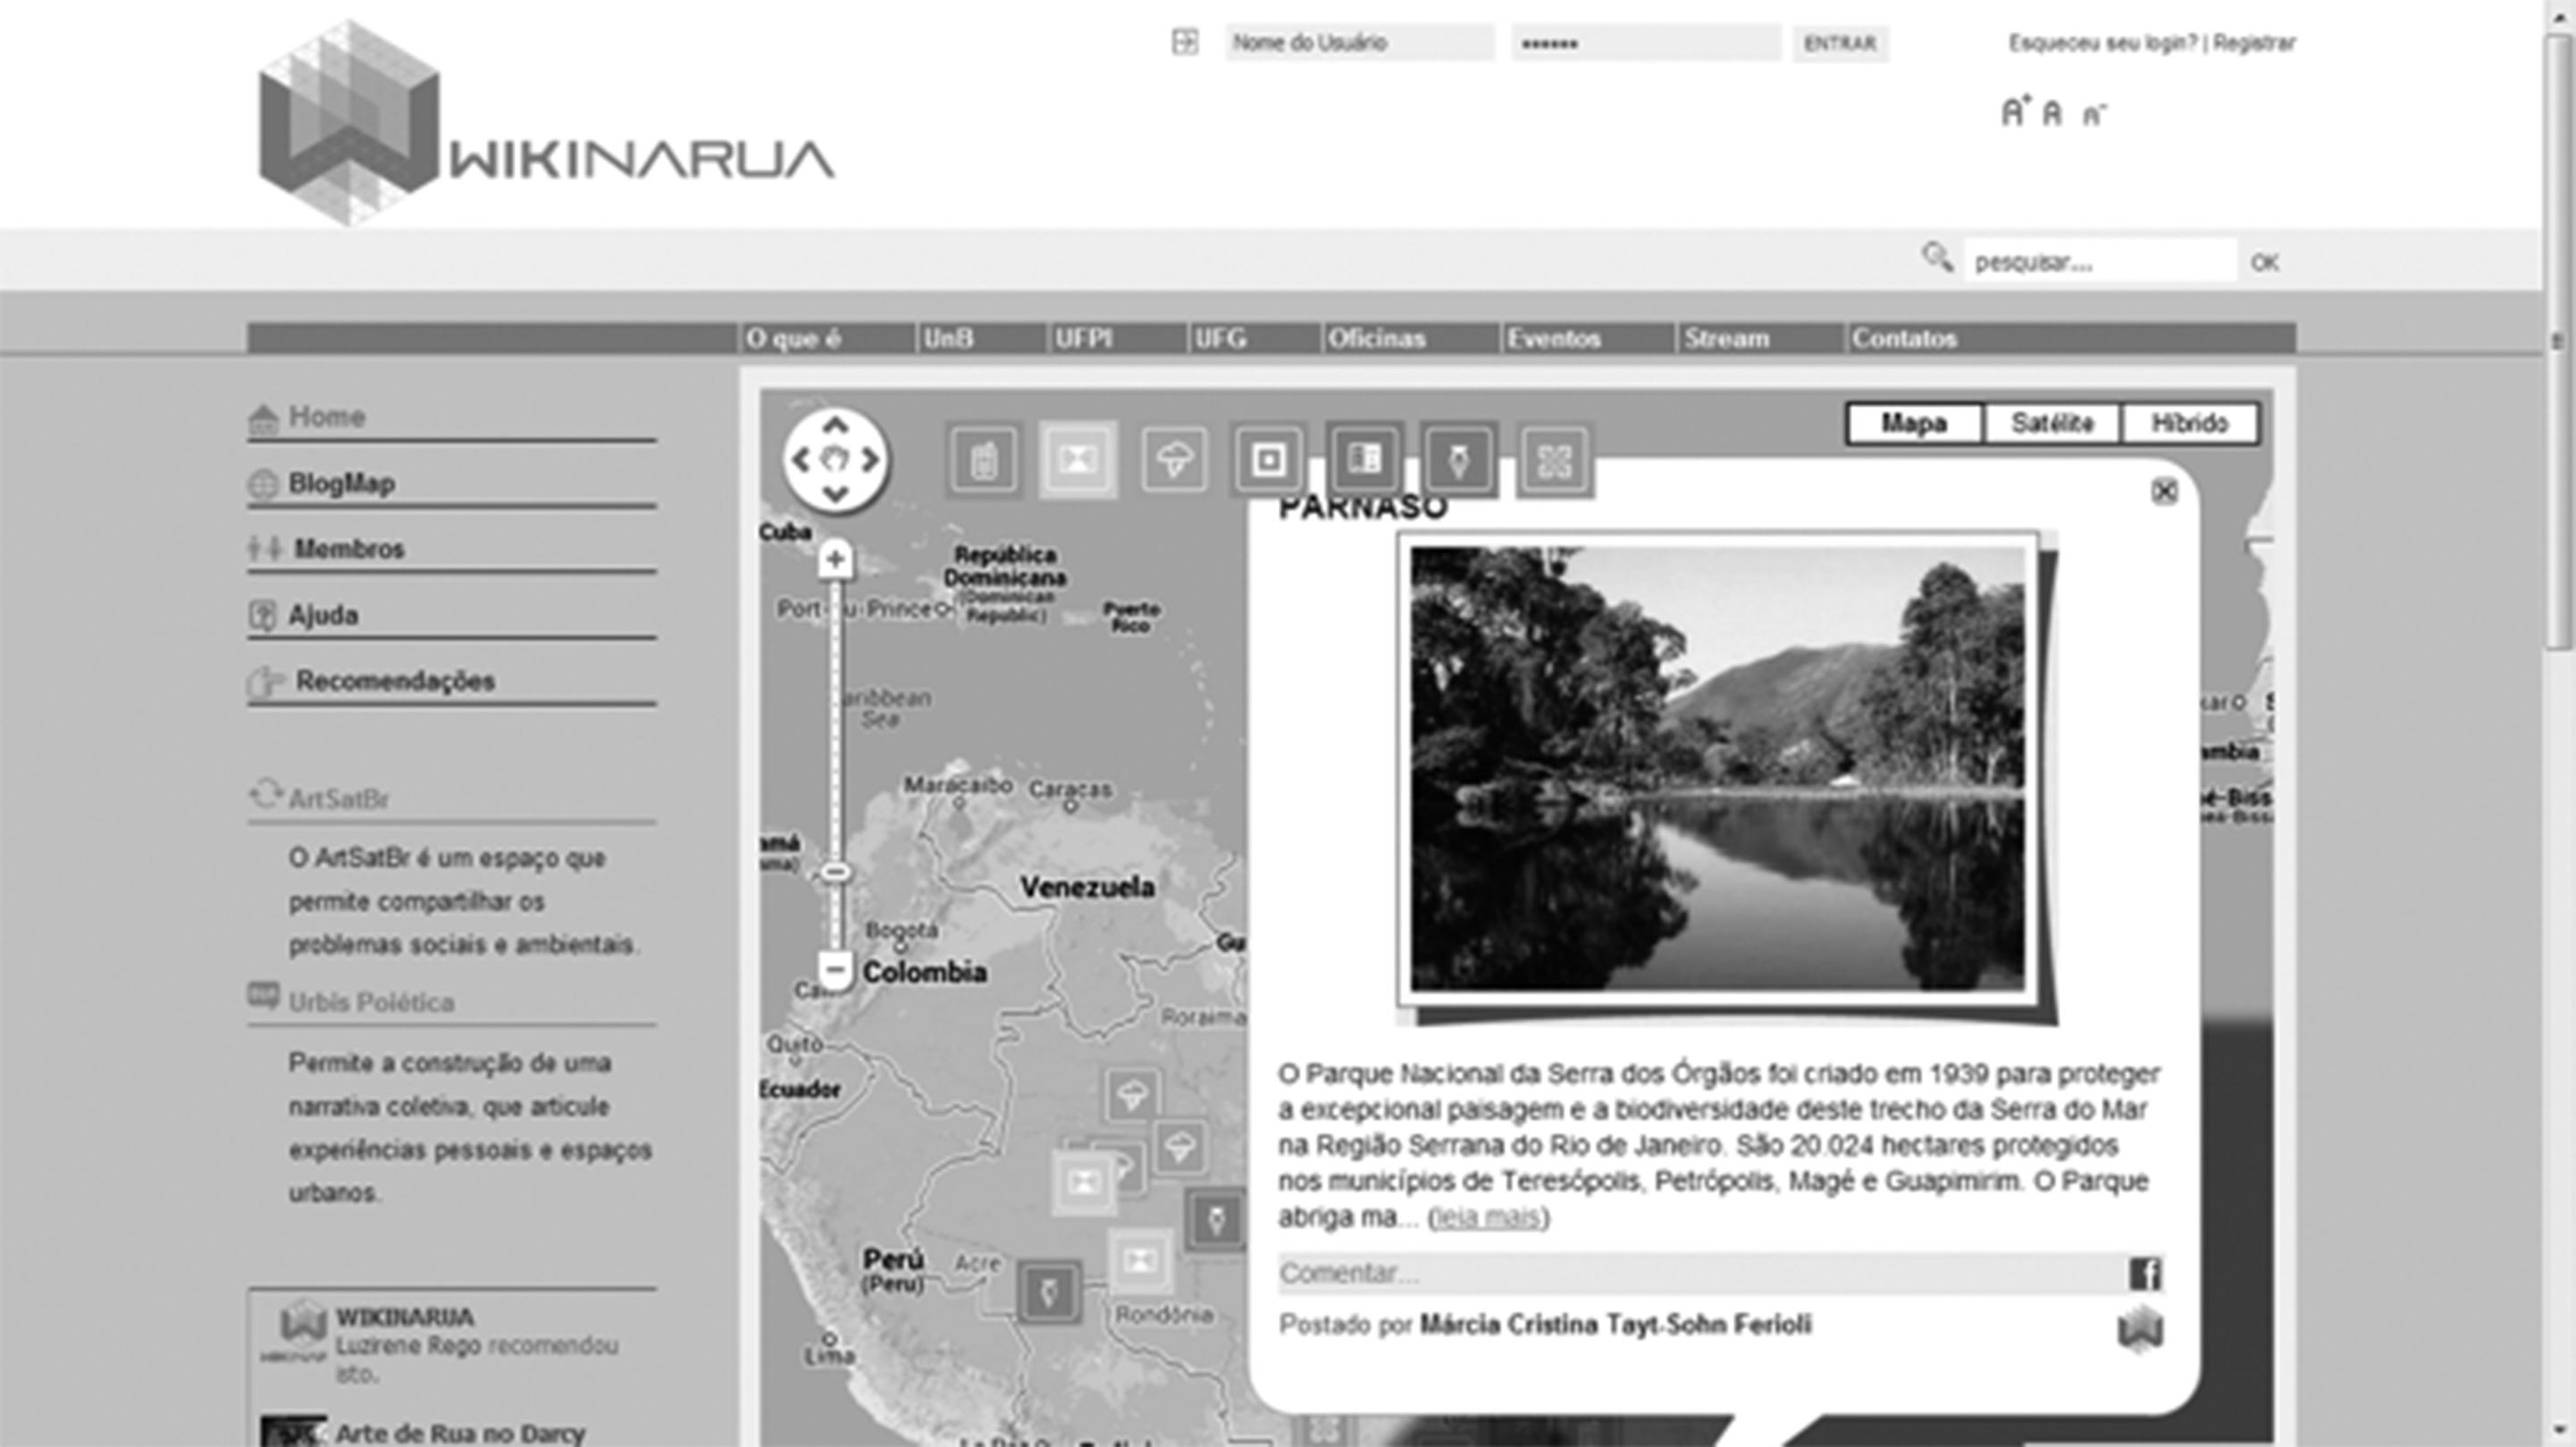 WIKINARUA
Nome do Usuário
••••••
ENTRAR
Esqueceu seu login? | Registrar
A+ A A-
pesquisar...
OK
O que é
UnB
UFPI
UFG
Oficinas
Eventos
Stream
Contatos
Home
BlogMap
Membros
Ajuda
Recomendações
ArtSatBr
O ArtSatBr é um espaço que
permite compartilhar os
problemas sociais e ambientais.
Urbis Poiética
Permite a construção de uma
narrativa coletiva, que articule
experiências pessoais e espaços
urbanos.
WIKINARUA
Luzirene Rego recomendou
isto.
Arte de Rua no Darcy
Mapa
Satélite
Híbrido
Cuba
República
Dominicana
(Dominican
Republic)
Puerto
Rico
aribbean
Sea
Maracaibo
Caracas
Venezuela
Bogotá
Colombia
Roraima
Quito
Ecuador
Perú
(Peru)
Acre
Rondônia
Lima
PARNASO
O Parque Nacional da Serra dos Órgãos foi criado em 1939 para proteger
a excepcional paisagem e a biodiversidade deste trecho da Serra do Mar
na Região Serrana do Rio de Janeiro. São 20.024 hectares protegidos
nos municípios de Teresópolis, Petrópolis, Magé e Guapimirim. O Parque
abriga ma... (leia mais)
Comentar...
Postado por Márcia Cristina Tayt-Sohn Ferioli